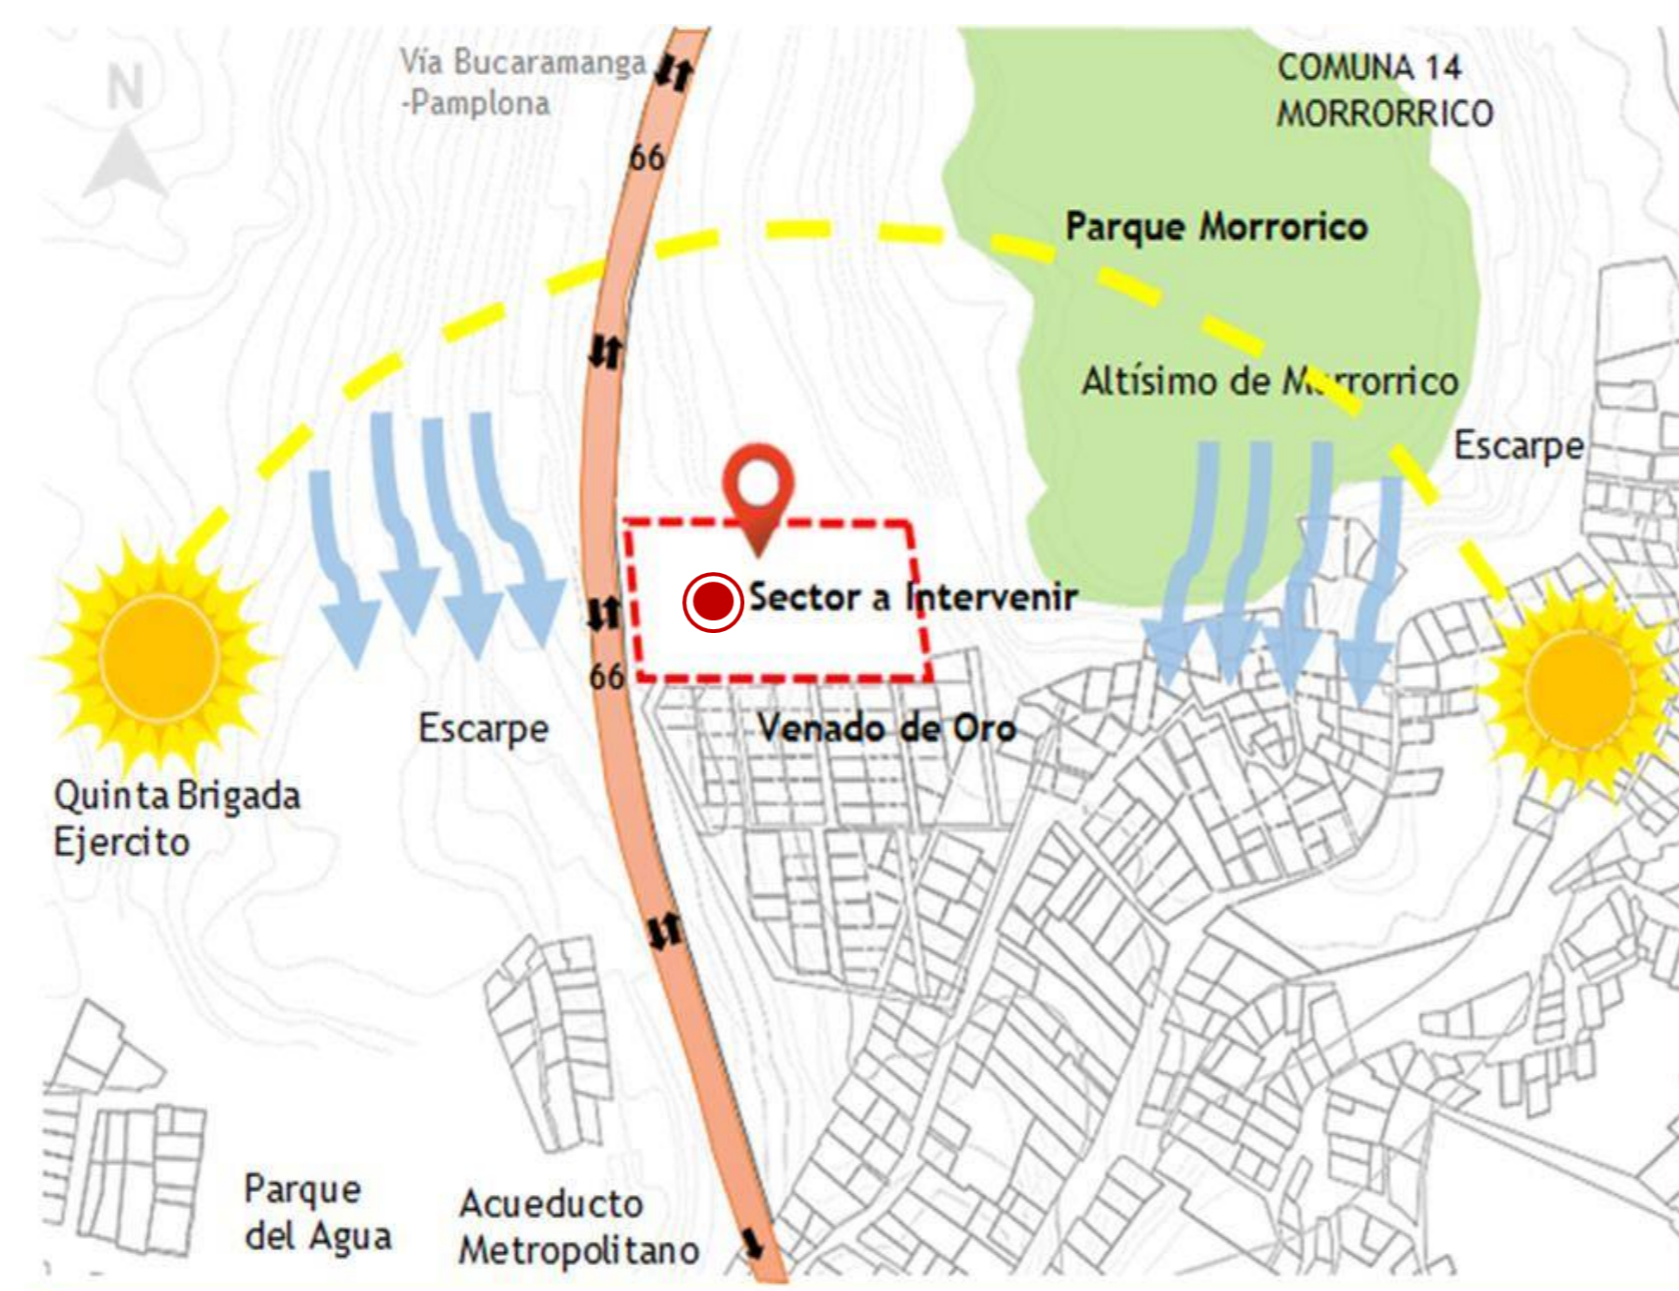 Vía Bucaramanga
-Pamplona
N
COMUNA 14
MORRORRICO
66
Parque Morrorico
Altísimo de Morrorrico
Escarpe
Sector a Intervenir
66
Escarpe
Venado de Oro
Quinta Brigada
Ejercito
Parque
del Agua
Acueducto
Metropolitano